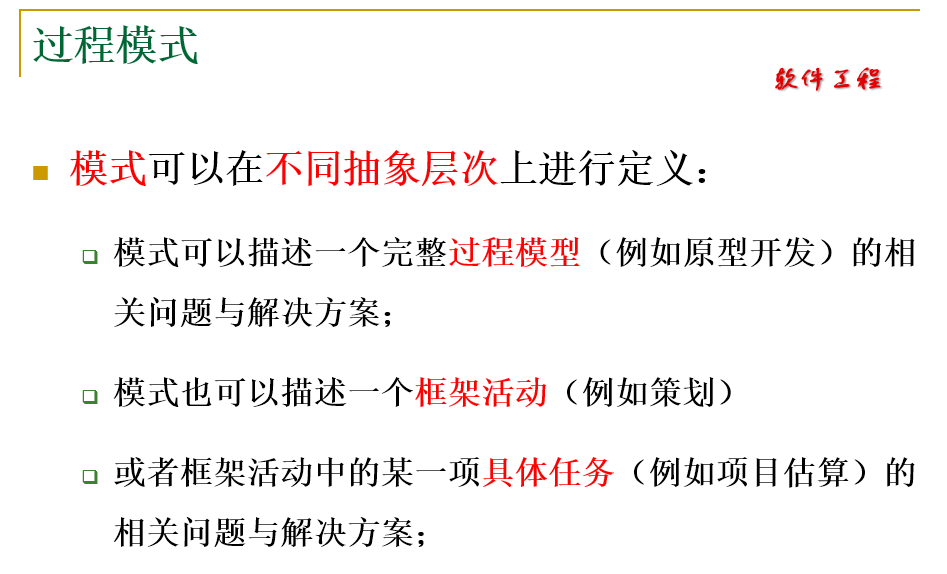 过程模式
软件工程
模式可以在不同抽象层次上进行定义：
模式可以描述一个完整过程模型（例如原型开发）的相
关问题与解决方案；
模式也可以描述一个框架活动（例如策划）
或者框架活动中的某一项具体任务（例如项目估算）的
相关问题与解决方案；